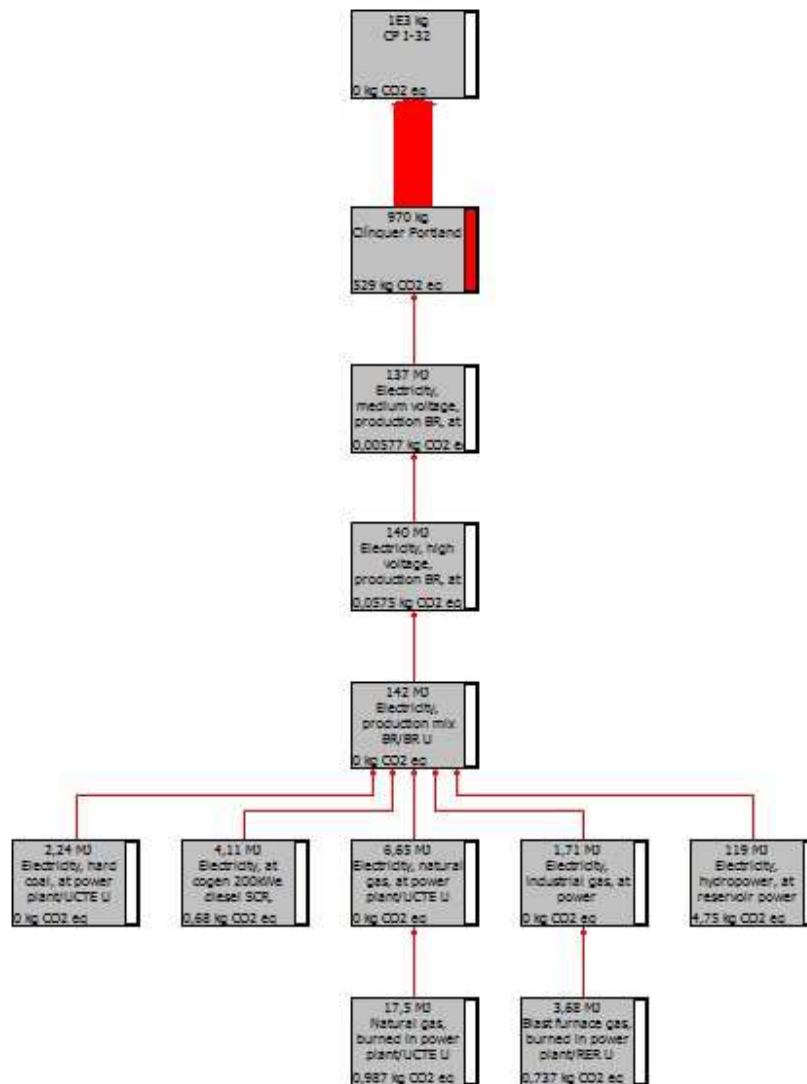 1E3 kg
CP I-32
0 kg CO2 eq
970 kg
Clínquer Portland
529 kg CO2 eq
137 MJ
Electricity,
medium voltage,
production BR, at
0,00577 kg CO2 e
140 MJ
Electricity, high
voltage,
production BR, at
0,0575 kg CO2 eq
142 MJ
Electricity,
production mix
BR/BR U
0 kg CO2 eq
2,24 MJ
Electricity, hard
coal, at power
plant/UCTE U
0 kg CO2 eq
4,11 MJ
Electricity, at
cogen 200kWe
diesel SCR,
0,68 kg CO2 eq
6,65 MJ
Electricity, natural
gas, at power
plant/UCTE U
0 kg CO2 eq
1,71 MJ
Electricity,
industrial gas, at
power
0 kg CO2 eq
119 MJ
Electricity,
hydropower, at
reservoir power
4,75 kg CO2 eq
17,5 MJ
Natural gas,
burned in power
plant/UCTE U
0,987 kg CO2 eq
3,68 MJ
Blast furnace gas,
burned in power
plant/RER U
0,737 kg CO2 eq